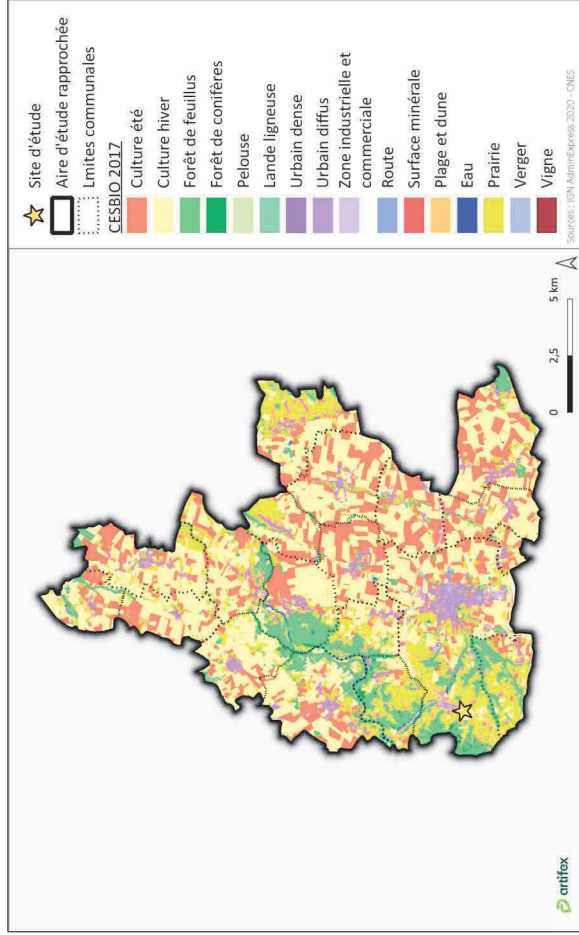 Site d'étude
Aire d'étude rapprochée
Lmites communales
CESBIO 2017
Culture été
Culture hiver
Forêt de feuillus
Forêt de conifères
Pelouse
Lande ligneuse
Urbain dense
Urbain diffus
Zone industrielle et
commerciale
Route
Surface minérale
Plage et dune
Eau
Prairie
Verger
Vigne
Sources : IGN AdminExpress 2020 - CNES
0 2,5 5 km
artifex